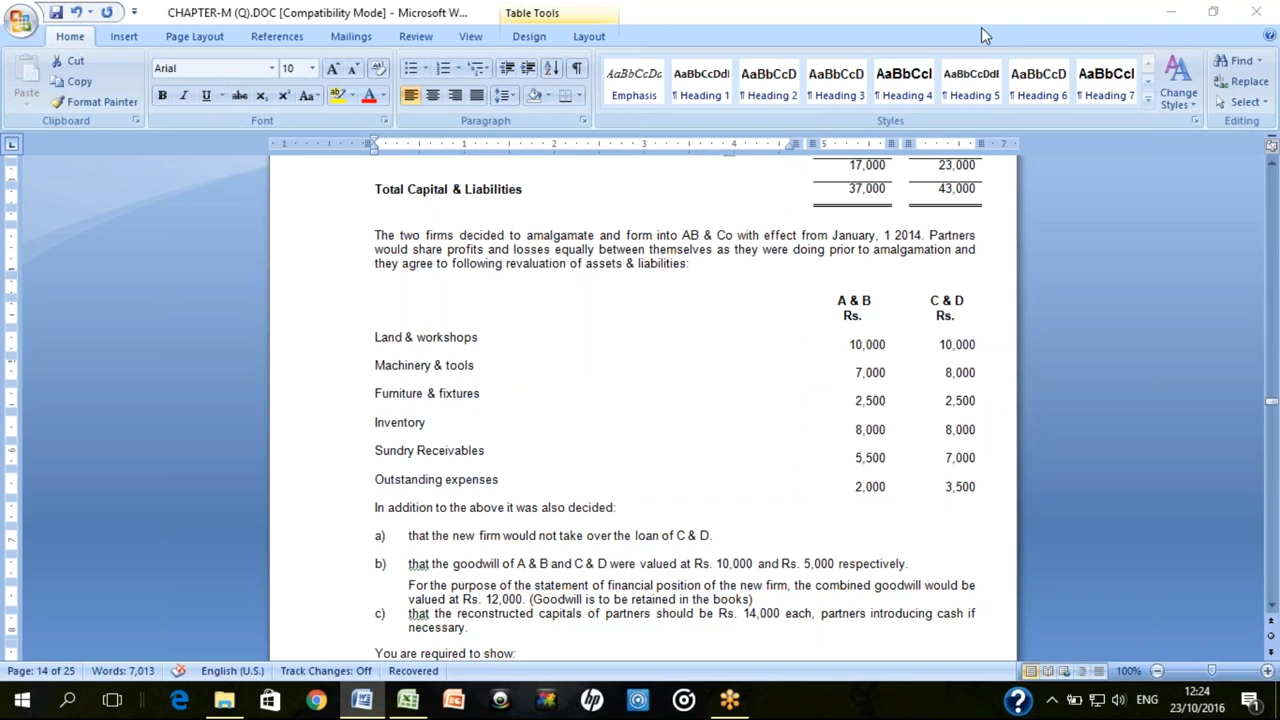 CHAPTER-M (Q).DOC [Compatibility Mode] - Microsoft W...
Table Tools
Home Insert Page Layout References Mailings Review View Design Layout
Paste
Cut
Copy
Format Painter
Clipboard
Arial 10
Font
Paragraph
AaBbCcDc AaBbCcDdI AaBbCcD AaBbCcD AaBbCcI AaBbCcDdE AaBbCcD AaBbCcI
Emphasis ¶ Heading 1 ¶ Heading 2 ¶ Heading 3 ¶ Heading 4 ¶ Heading 5 ¶ Heading 6 ¶ Heading 7
Change Styles
Styles
Find
Replace
Select
Editing
1 1 2 3 4 5 6 7
17,000 23,000
Total Capital & Liabilities 37,000 43,000
The two firms decided to amalgamate and form into AB & Co with effect from January, 1 2014. Partners
would share profits and losses equally between themselves as they were doing prior to amalgamation and
they agree to following revaluation of assets & liabilities:
A & B C & D
Rs. Rs.
Land & workshops 10,000 10,000
Machinery & tools 7,000 8,000
Furniture & fixtures 2,500 2,500
Inventory 8,000 8,000
Sundry Receivables 5,500 7,000
Outstanding expenses 2,000 3,500
In addition to the above it was also decided:
a) that the new firm would not take over the loan of C & D.
b) that the goodwill of A & B and C & D were valued at Rs. 10,000 and Rs. 5,000 respectively.
For the purpose of the statement of financial position of the new firm, the combined goodwill would be
valued at Rs. 12,000. (Goodwill is to be retained in the books)
c) that the reconstructed capitals of partners should be Rs. 14,000 each, partners introducing cash if
necessary.
You are required to show:
Page: 14 of 25 Words: 7,013 English (U.S.) Track Changes: Off Recovered 100%
ENG
12:24
23/10/2016